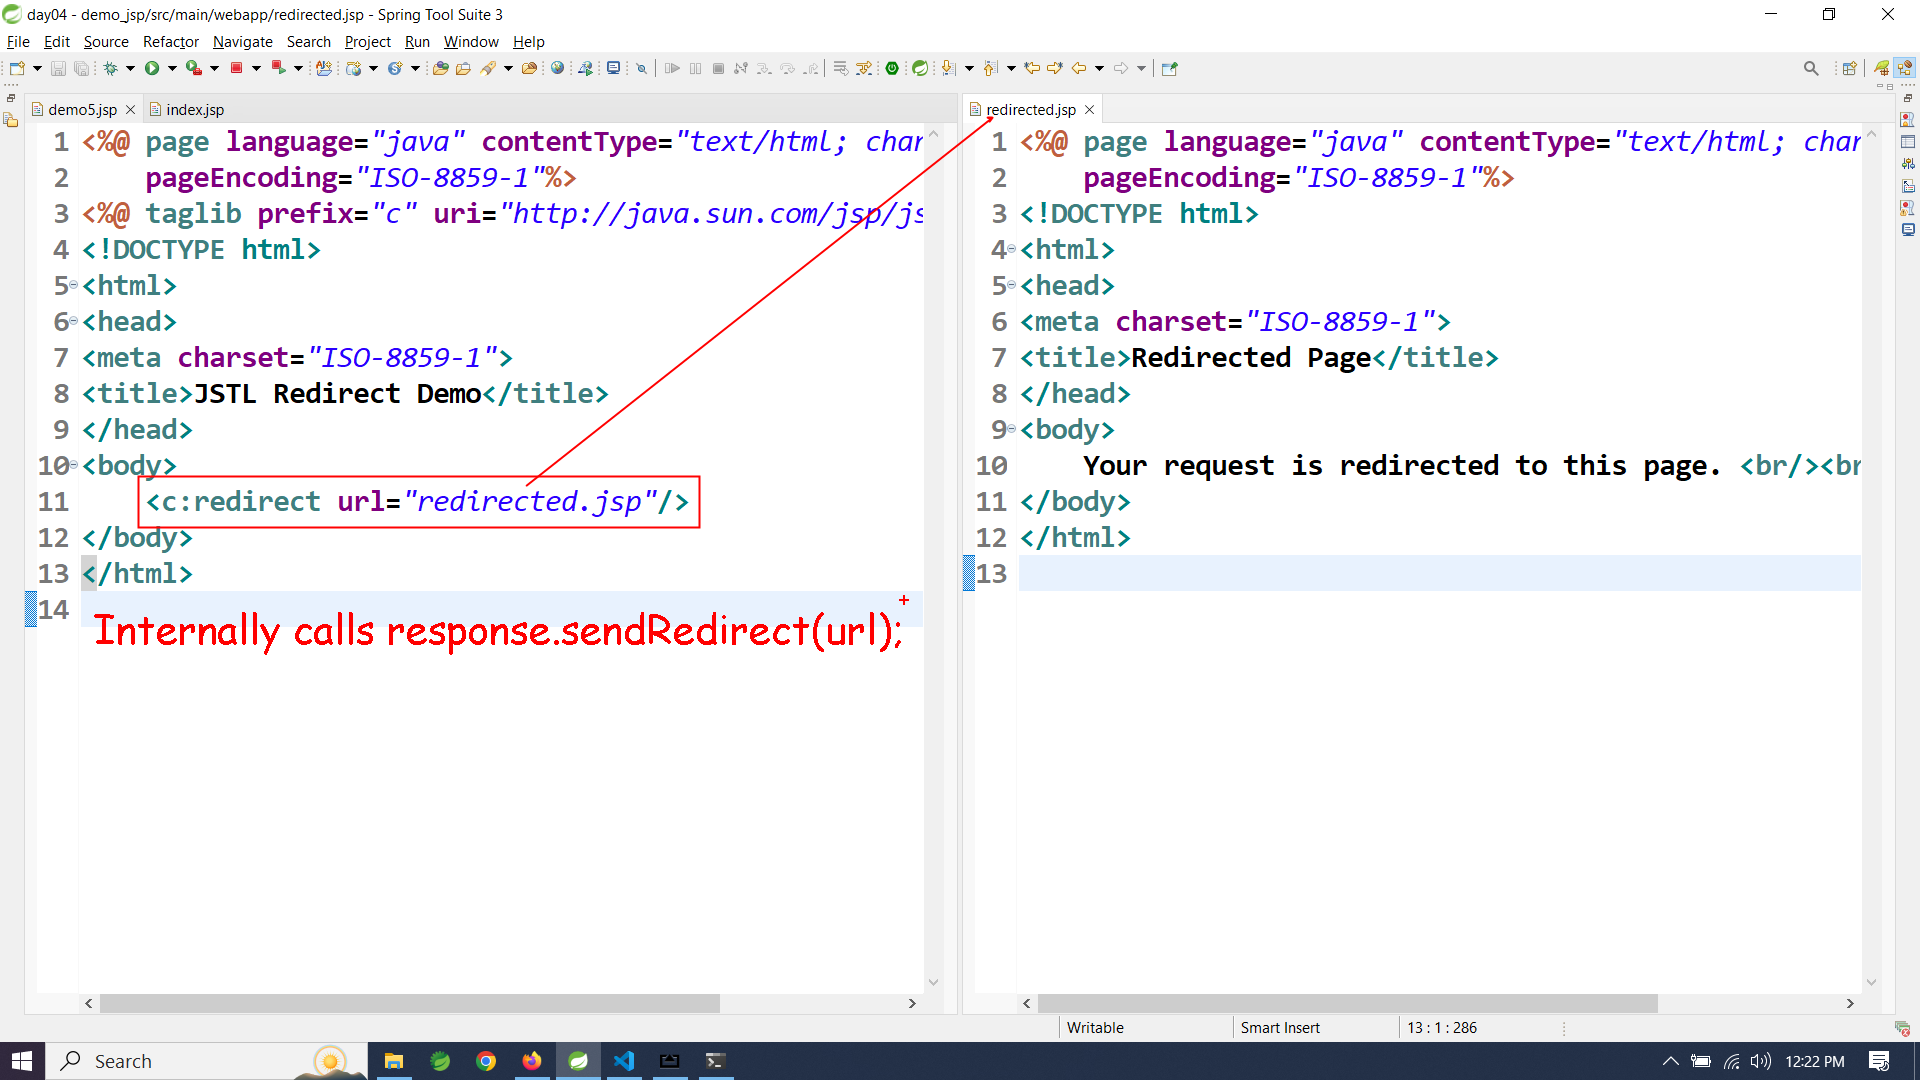 day04 - demo_jsp/src/main/webapp/redirected.jsp - Spring Tool Suite 3
File Edit Source Refactor Navigate Search Project Run Window Help
demo5.jsp
index.jsp
1 <%@ page language="java" contentType="text/html; char
2 pageEncoding="ISO-8859-1"%>
3 <%@ taglib prefix="c" uri="http://java.sun.com/jsp/js
4 <!DOCTYPE html>
5 <html>
6 <head>
7 <meta charset="ISO-8859-1">
8 <title>JSTL Redirect Demo</title>
9 </head>
10 <body>
11 <c:redirect url="redirected.jsp"/>
12 </body>
13 </html>
14
Internally calls response.sendRedirect(url);
redirected.jsp
1 <%@ page language="java" contentType="text/html; char
2 pageEncoding="ISO-8859-1"%>
3 <!DOCTYPE html>
4 <html>
5 <head>
6 <meta charset="ISO-8859-1">
7 <title>Redirected Page</title>
8 </head>
9 <body>
10 Your request is redirected to this page. <br/><br
11 </body>
12 </html>
13
Writable
Smart Insert
13 : 1 : 286
Search
12:22 PM